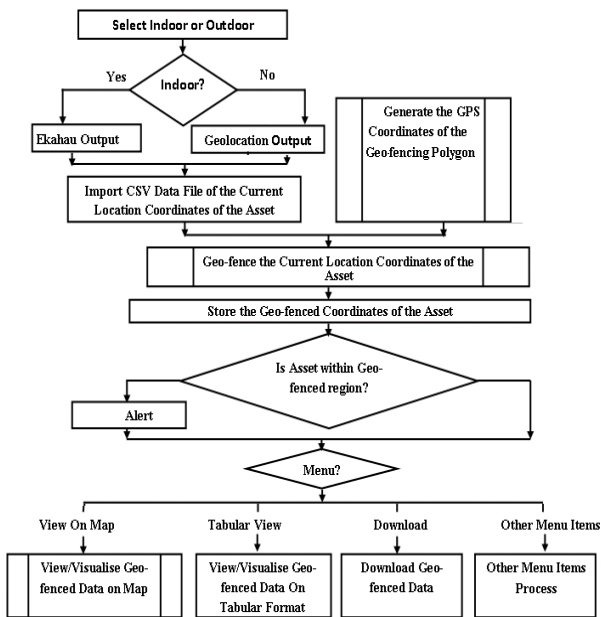 Select Indoor or Outdoor
Indoor?
Yes
No
Ekahau Output
Geolocation Output
Generate the GPS
Coordinates of the
Geo-fencing Polygon
Import CSV Data File of the Current
Location Coordinates of the Asset
Geo-fence the Current Location Coordinates of the
Asset
Store the Geo-fenced Coordinates of the Asset
Is Asset within Geo-
fenced region?
Alert
Menu?
View On Map
Tabular View
Download
Other Menu Items
View/Visualise Geo-
fenced Data on Map
View/Visualise Geo-
fenced Data On
Tabular Format
Download Geo-
fenced Data
Other Menu Items
Process